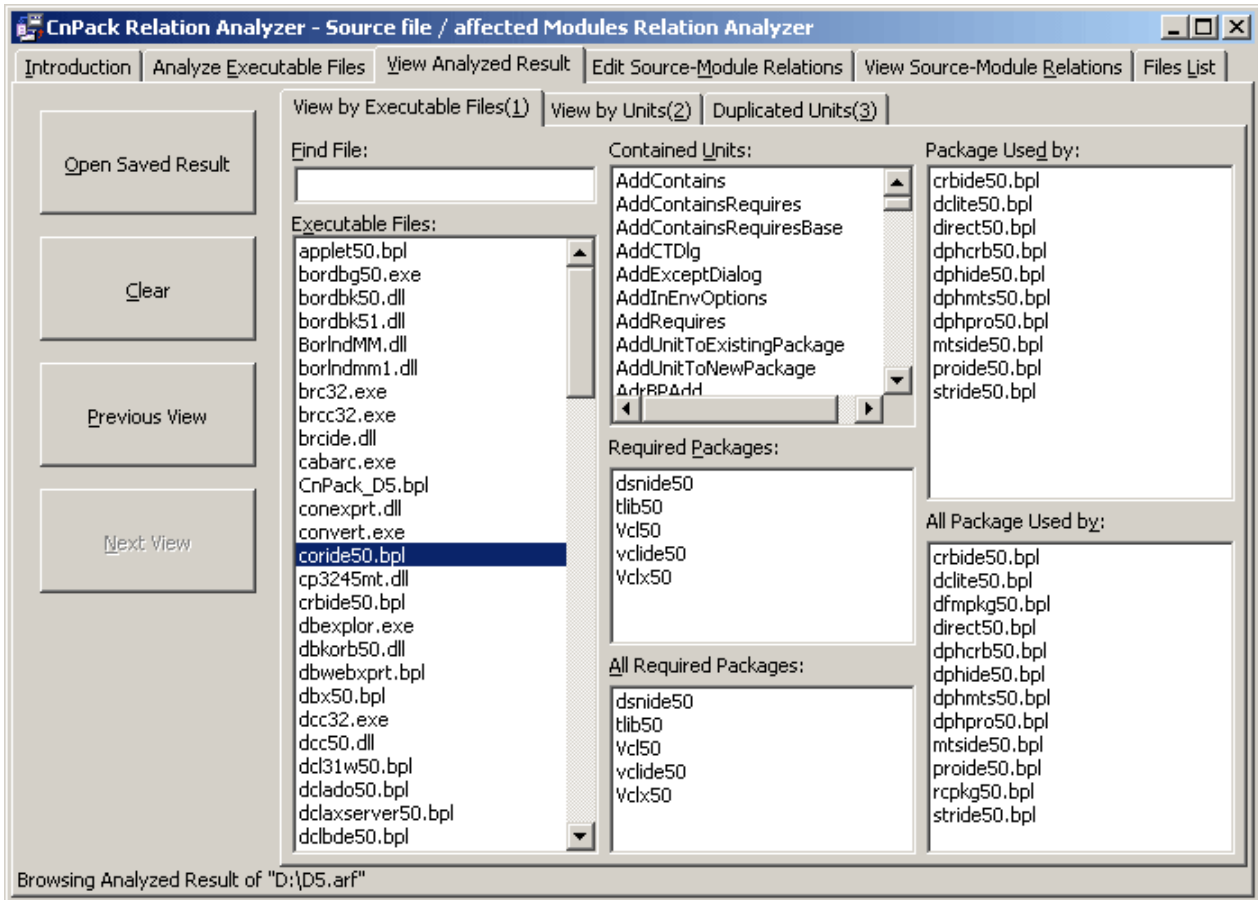 CnPack Relation Analyzer - Source file / affected Modules Relation Analyzer
Introduction
Analyze Executable Files
View Analyzed Result
Edit Source-Module Relations
View Source-Module Relations
Files List
Open Saved Result
Clear
Previous View
Next View
View by Executable Files(1)
View by Units(2)
Duplicated Units(3)
Find File:
Executable Files:
applet50.bpl
bordbg50.exe
bordbk50.dll
bordbk51.dll
BorlndMM.dll
borlndmm1.dll
brc32.exe
brcc32.exe
brcide.dll
cabarc.exe
CnPack_D5.bpl
conexprt.dll
convert.exe
coride50.bpl
cp3245mt.dll
crbide50.bpl
dbexplor.exe
dbkorb50.dll
dbwebxprt.bpl
dbx50.bpl
dcc32.exe
dcc50.dll
dcl31w50.bpl
dclado50.bpl
dclaxserver50.bpl
dclbde50.bpl
Contained Units:
AddContains
AddContainsRequires
AddContainsRequiresBase
AddCTDlg
AddExceptDialog
AddInEnvOptions
AddRequires
AddUnitToExistingPackage
AddUnitToNewPackage
AdrBPAdd
Required Packages:
dsnide50
tlib50
Vcl50
vclide50
Vclx50
All Required Packages:
dsnide50
tlib50
Vcl50
vclide50
Vclx50
Package Used by:
crbide50.bpl
dclite50.bpl
direct50.bpl
dphcrb50.bpl
dphide50.bpl
dphmts50.bpl
dphpro50.bpl
mtside50.bpl
proide50.bpl
stride50.bpl
All Package Used by:
crbide50.bpl
dclite50.bpl
dfmpkg50.bpl
direct50.bpl
dphcrb50.bpl
dphide50.bpl
dphmts50.bpl
dphpro50.bpl
mtside50.bpl
proide50.bpl
rcpkg50.bpl
stride50.bpl
Browsing Analyzed Result of "D:\D5.arf"